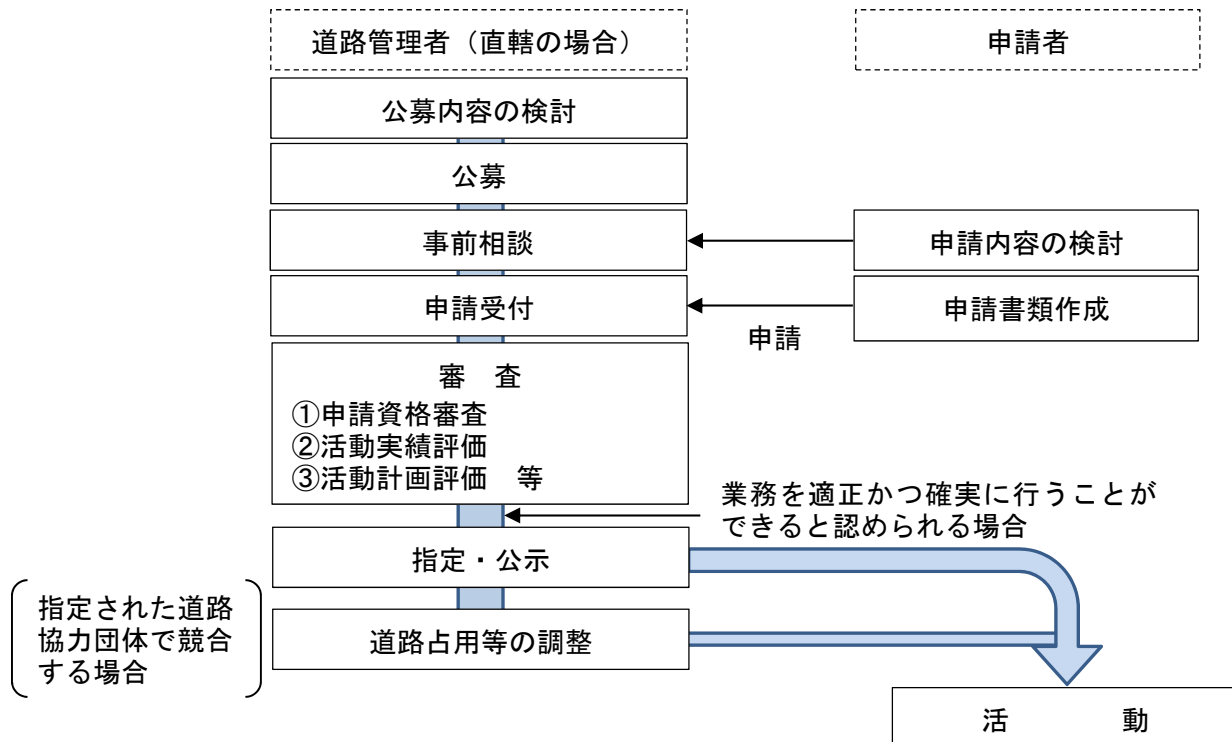 道路管理者（直轄の場合）
申請者
公募内容の検討
公募
事前相談
申請内容の検討
申請受付
申請書類作成
申請
審　査
①申請資格審査
②活動実績評価
③活動計画評価　等
業務を適正かつ確実に行うことが
できると認められる場合
指定・公示
指定された道路
協力団体で競合
する場合
道路占用等の調整
活　　　動